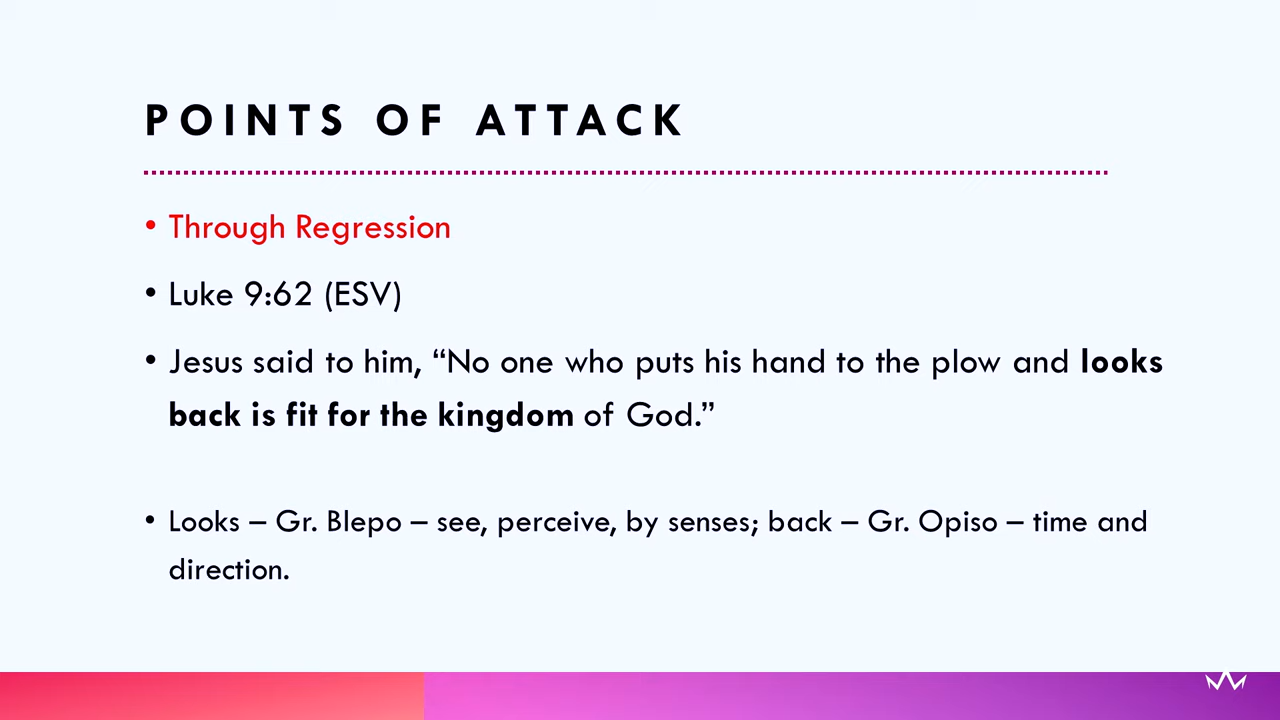 POINTS OF ATTACK
• Through Regression
• Luke 9:62 (ESV)
• Jesus said to him, “No one who puts his hand to the plow and looks
back is fit for the kingdom of God.”
• Looks – Gr. Blepo – see, perceive, by senses; back – Gr. Opiso – time and
direction.